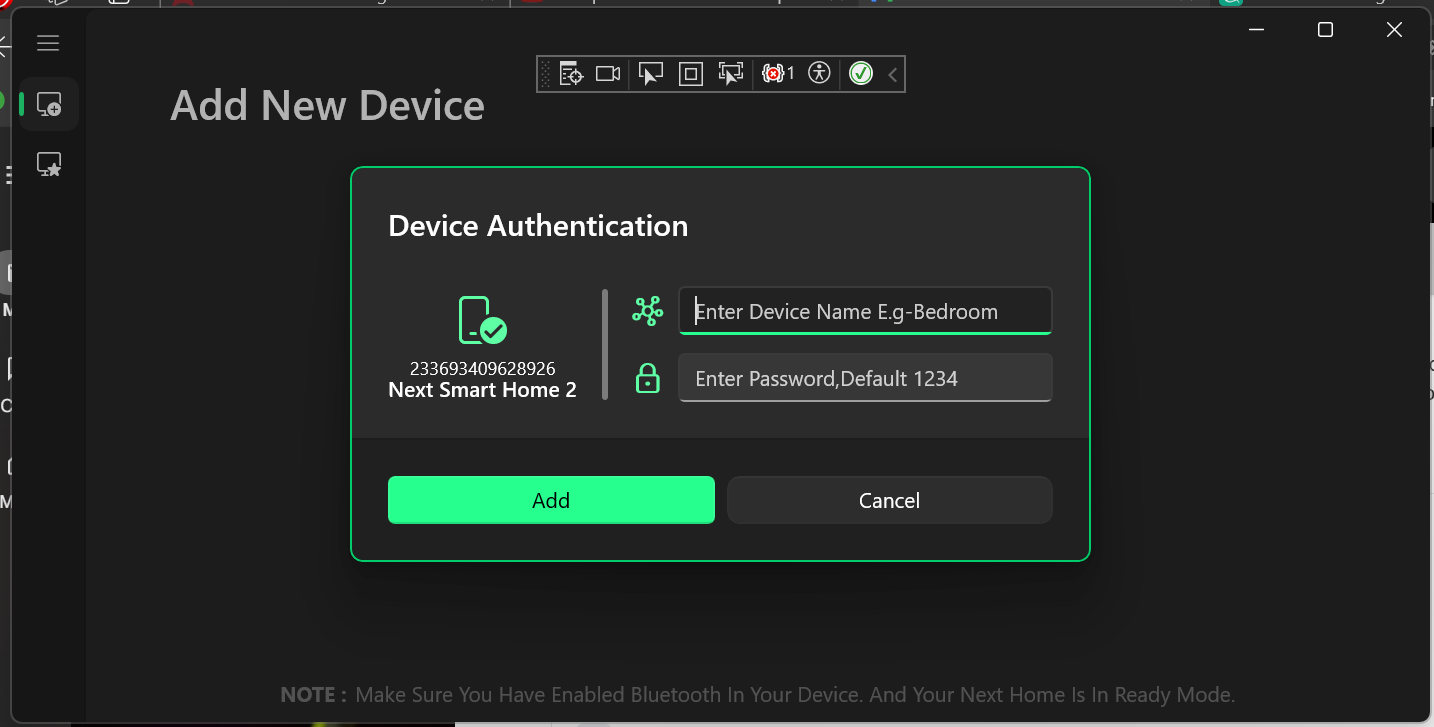 1
Add New Device
Device Authentication
Enter Device Name E.g-Bedroom
233693409628926
Next Smart Home 2
Enter Password,Default 1234
Add
Cancel
NOTE : Make Sure You Have Enabled Bluetooth In Your Device. And Your Next Home Is In Ready Mode.